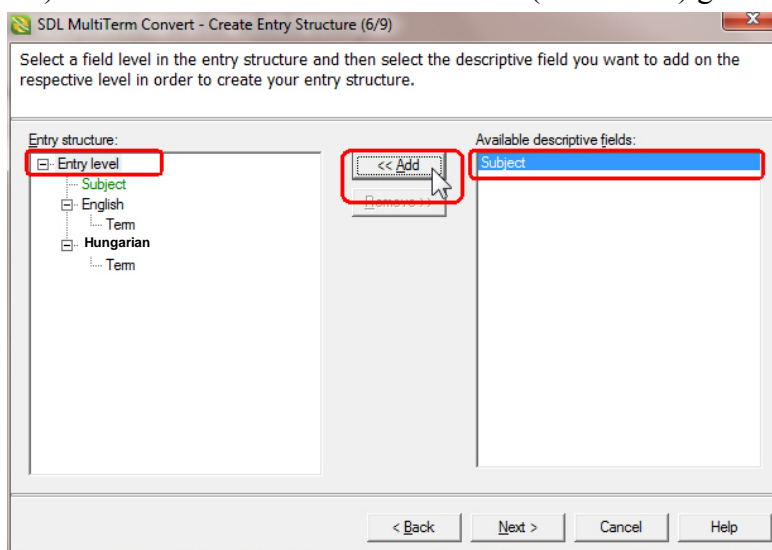 SDL MultiTerm Convert - Create Entry Structure (6/9)
Select a field level in the entry structure and then select the descriptive field you want to add on the
respective level in order to create your entry structure.
Entry structure:
Available descriptive fields:
Entry level
<< Add
Subject
Subject
Remove >>
English
Term
Hungarian
Term
< Back
Next >
Cancel
Help